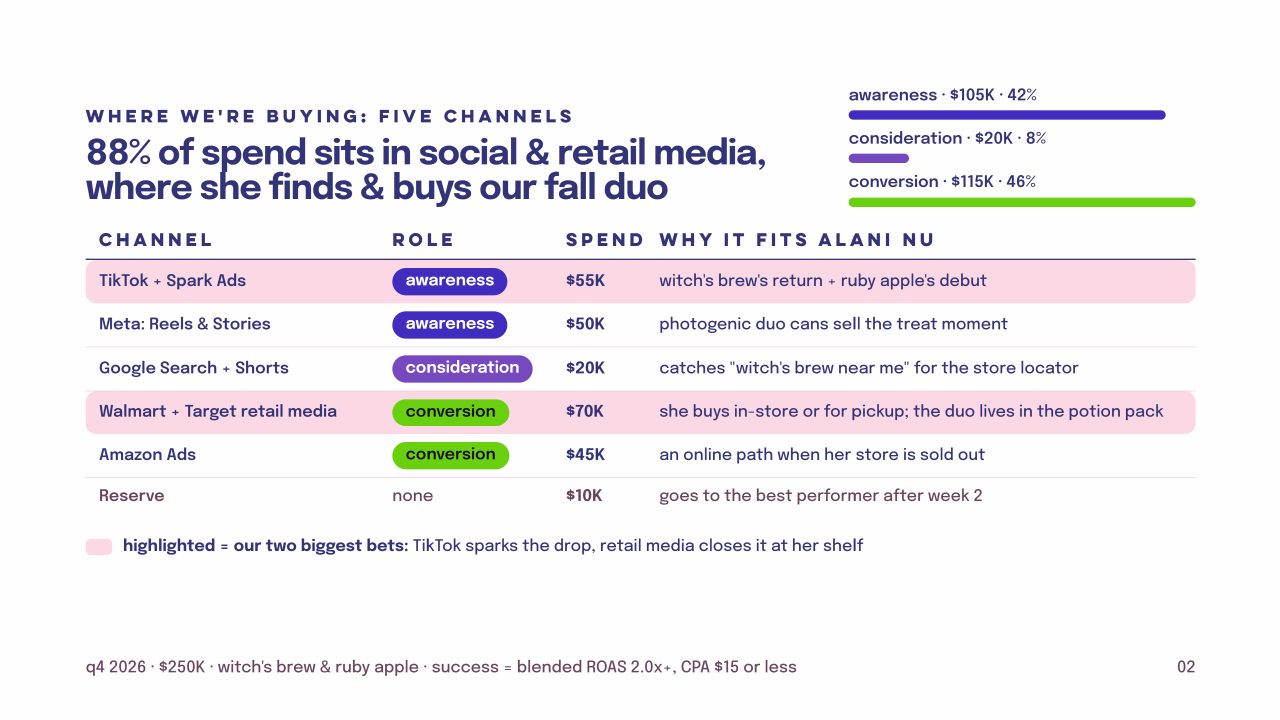 WHERE WE'RE BUYING: FIVE CHANNELS
88% of spend sits in social & retail media,
where she finds & buys our fall duo
awareness · $105K · 42%
consideration · $20K · 8%
conversion · $115K · 46%
CHANNEL ROLE SPEND WHY IT FITS ALANI NU
TikTok + Spark Ads awareness $55K witch's brew's return + ruby apple's debut
Meta: Reels & Stories awareness $50K photogenic duo cans sell the treat moment
Google Search + Shorts consideration $20K catches "witch's brew near me" for the store locator
Walmart + Target retail media conversion $70K she buys in-store or for pickup; the duo lives in the potion pack
Amazon Ads conversion $45K an online path when her store is sold out
Reserve none $10K goes to the best performer after week 2
highlighted = our two biggest bets: TikTok sparks the drop, retail media closes it at her shelf
q4 2026 · $250K · witch's brew & ruby apple · success = blended ROAS 2.0x+, CPA $15 or less 02